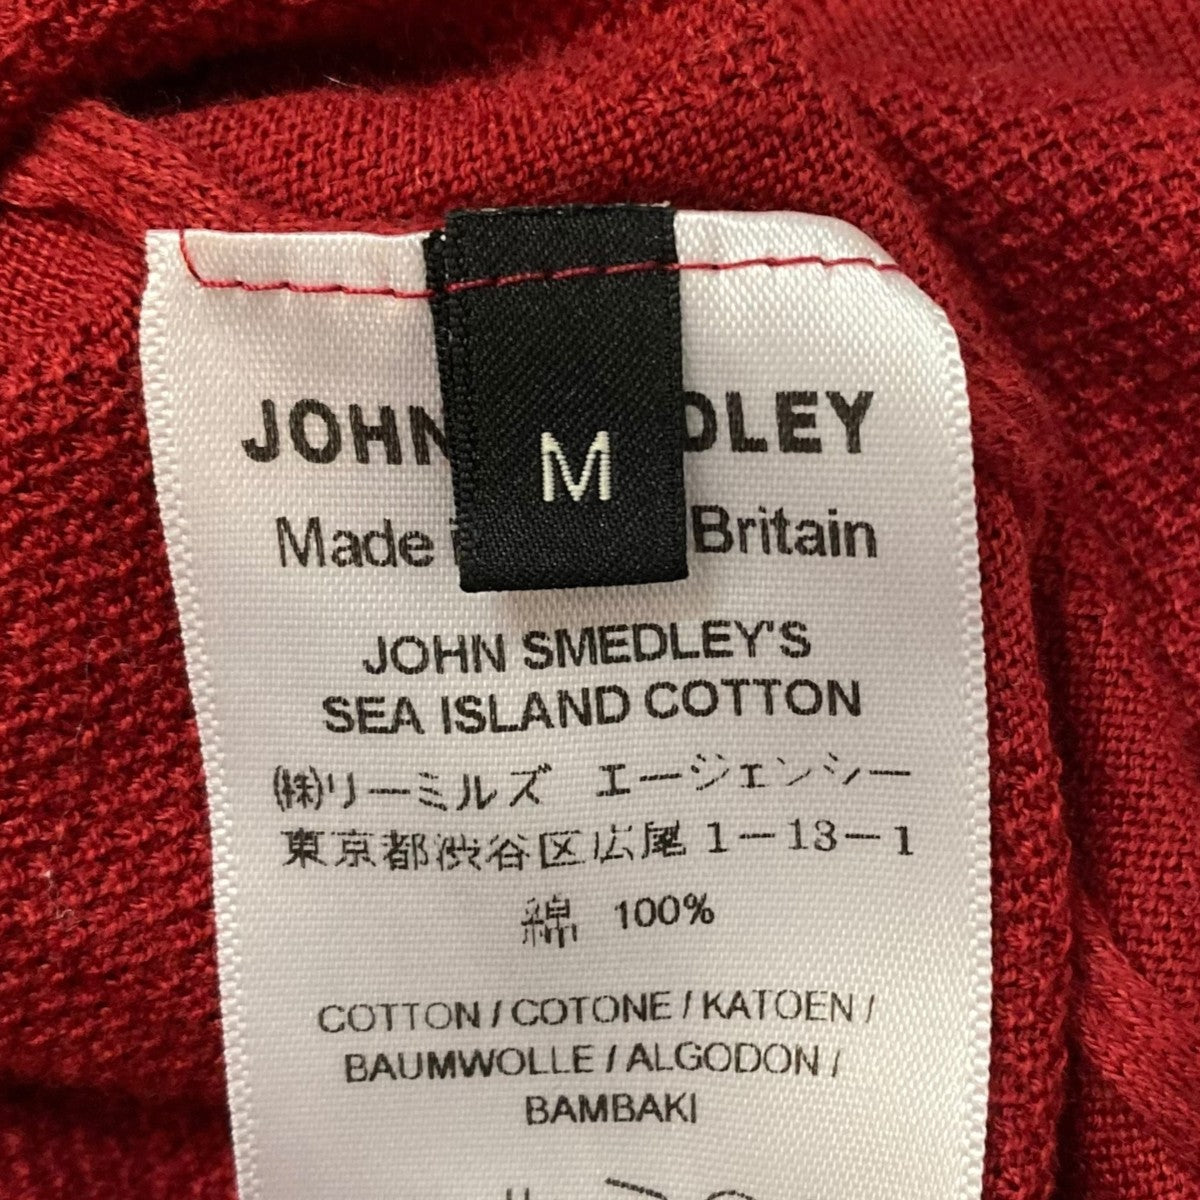 JOHN DLEY
M
Made Britain
JOHN SMEDLEY'S
SEA ISLAND COTTON
㈱リーミルズ エージェンシー
東京都渋谷区広尾1-13-1
綿 100%
COTTON / COTONE / KATOEN /
BAUMWOLLE / ALGODON /
BAMBAKI